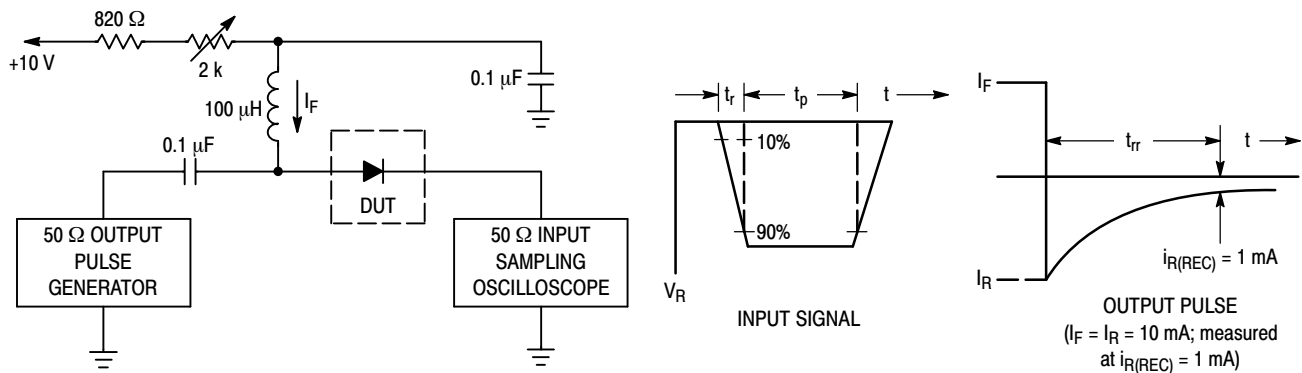 820 Ω
+10 V
2 k
0.1 μF
100 μH
I_F
0.1 μF
DUT
50 Ω OUTPUT
PULSE
GENERATOR
50 Ω INPUT
SAMPLING
OSCILLOSCOPE
t_r
t_p
t
10%
90%
V_R
INPUT SIGNAL
I_F
t_rr
t
I_R
i_R(REC) = 1 mA
OUTPUT PULSE
(I_F = I_R = 10 mA; measured
at i_R(REC) = 1 mA)